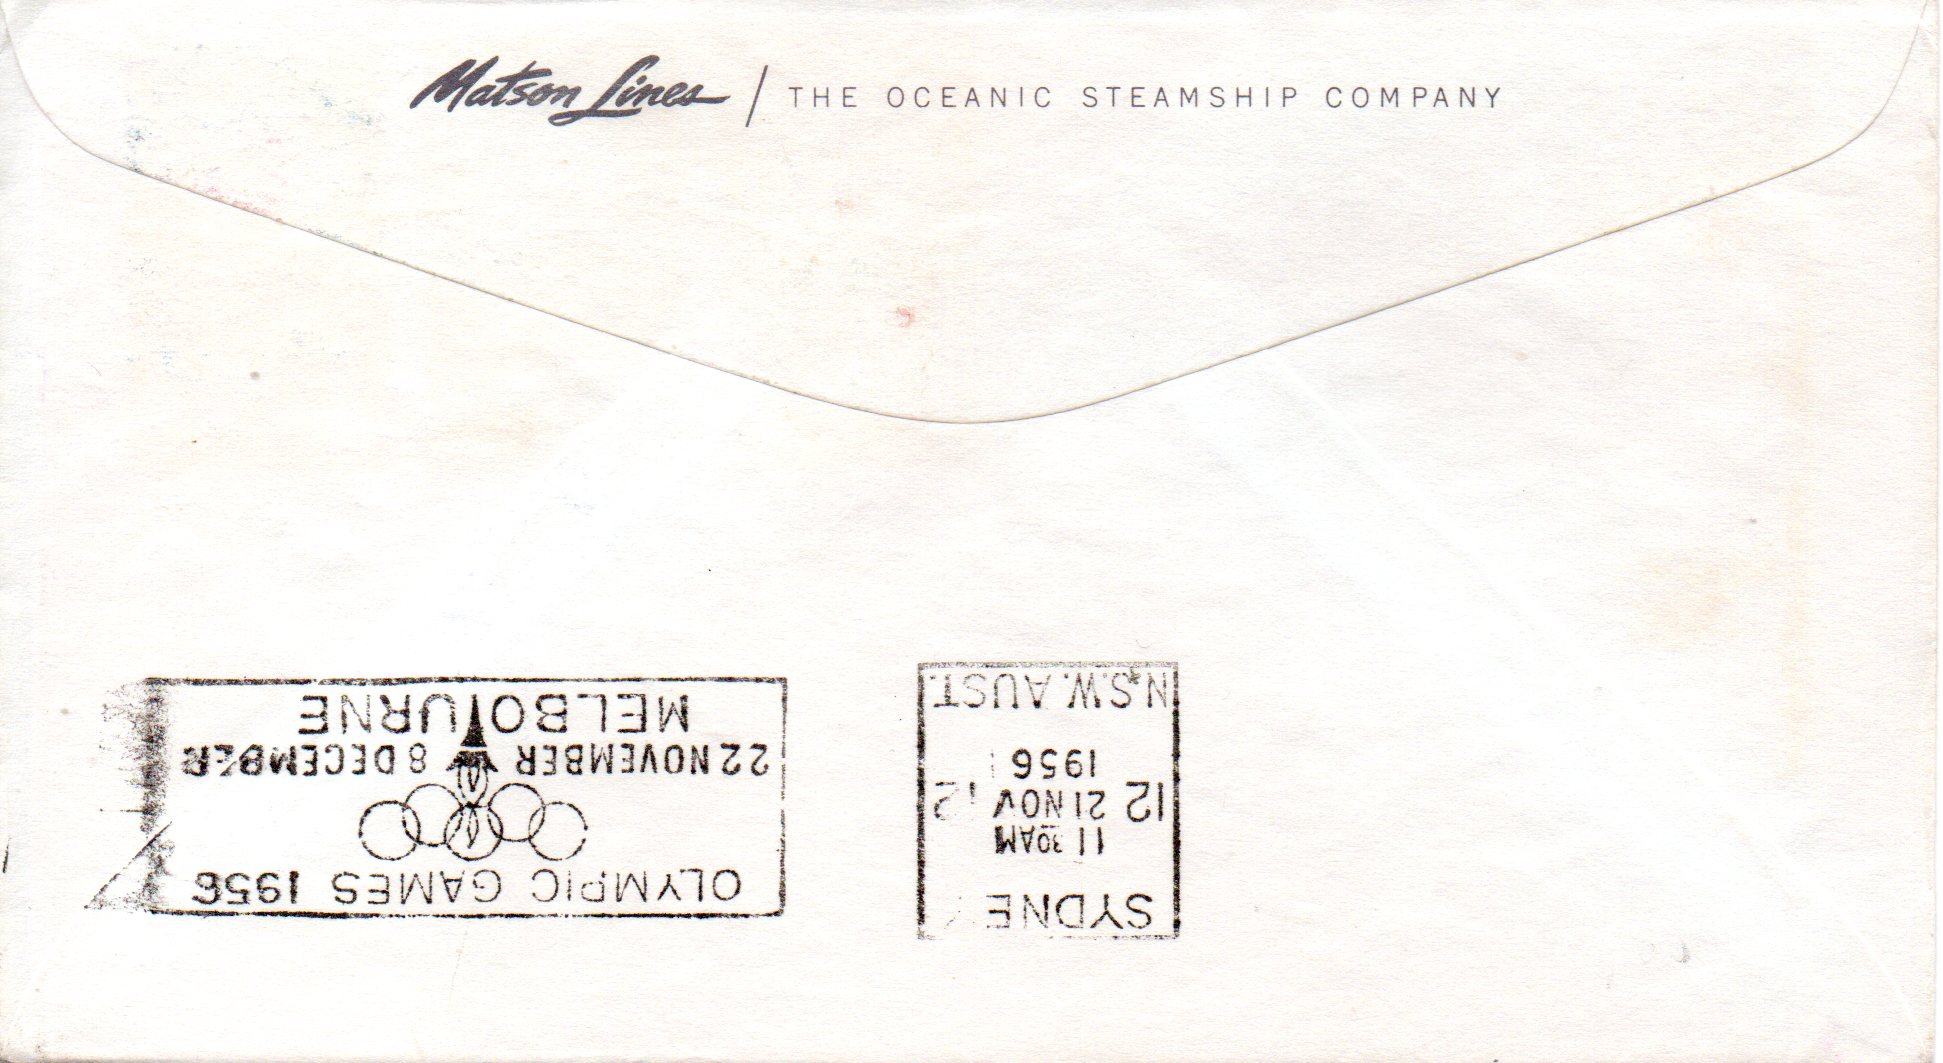 Matson Lines / THE OCEANIC STEAMSHIP COMPANY
SYDNE
11 30AM
12 21 NOV 12
1956
N.S.W. AUST.
OLYMPIC GAMES 1956
22 NOVEMBER 8 DECEMBER
MELBOURNE